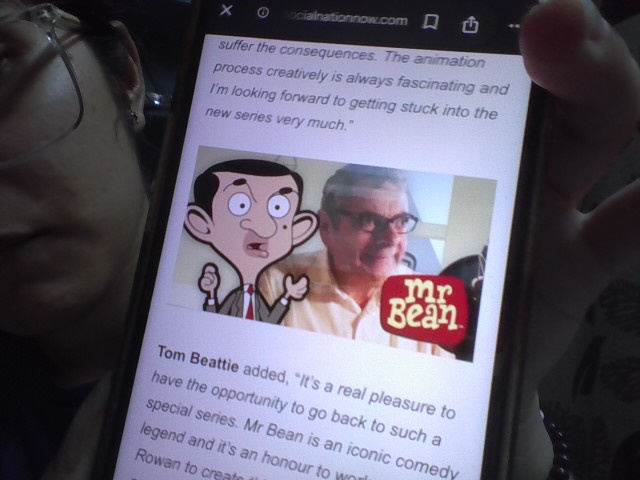 cialnationnow.com
suffer the consequences. The animation
process creatively is always fascinating and
I'm looking forward to getting stuck into the
new series very much."
Mr
Bean
Tom Beattie added, "It's a real pleasure to
have the opportunity to go back to such a
special series. Mr Bean is an iconic comedy
legend and it's an honour to work
Rowan to create